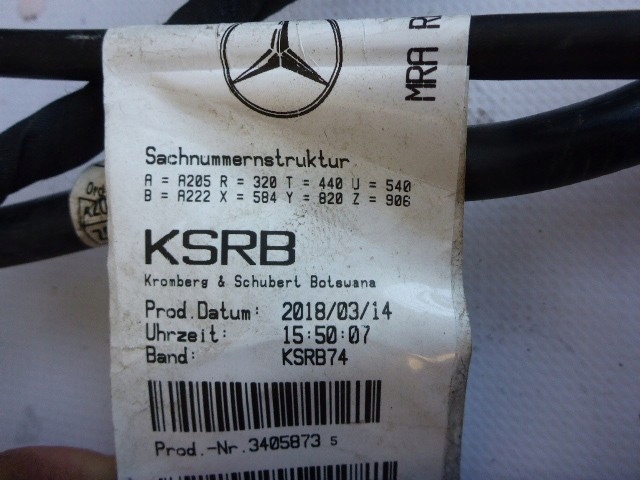 MRA R
Sachnummernstruktur
A = A205 R = 320 T = 440 U = 540
B = A222 X = 584 Y = 820 Z = 906
KSRB
Kromberg & Schubert Botswana
Prod.Datum: 2018/03/14
Uhrzeit: 15:50:07
Band: KSRB74
Prod.-Nr.3405873 5